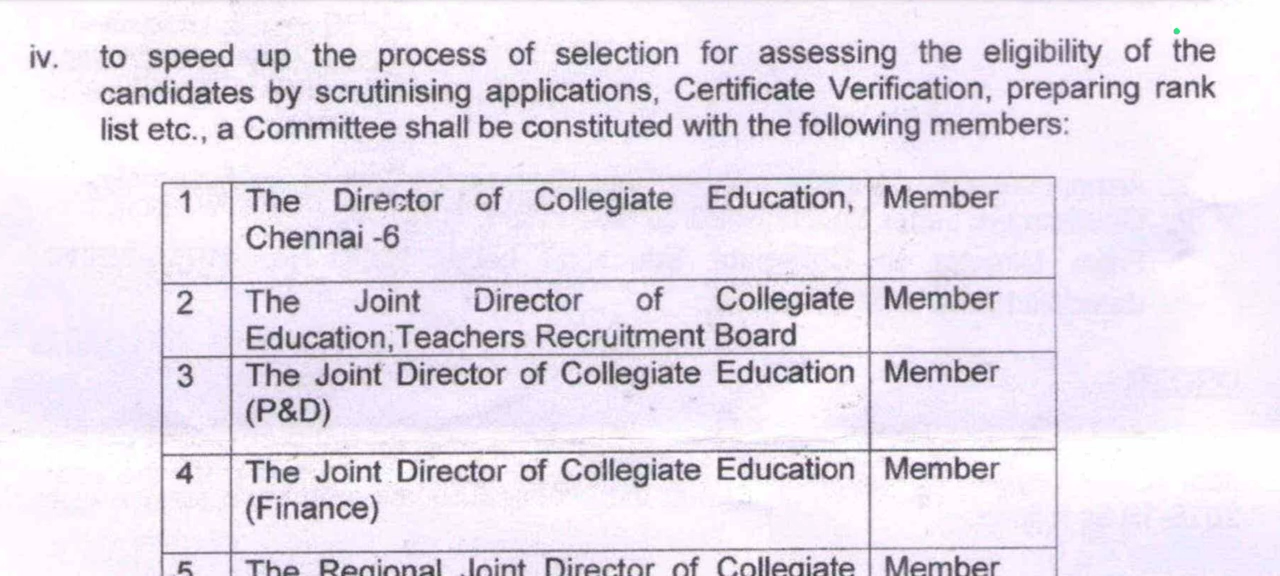 iv. to speed up the process of selection for assessing the eligibility of the
candidates by scrutinising applications, Certificate Verification, preparing rank
list etc., a Committee shall be constituted with the following members:
1 The Director of Collegiate Education, Member
Chennai -6
2 The Joint Director of Collegiate Member
Education,Teachers Recruitment Board
3 The Joint Director of Collegiate Education Member
(P&D)
4 The Joint Director of Collegiate Education Member
(Finance)
5 The Regional Joint Director of Collegiate Member